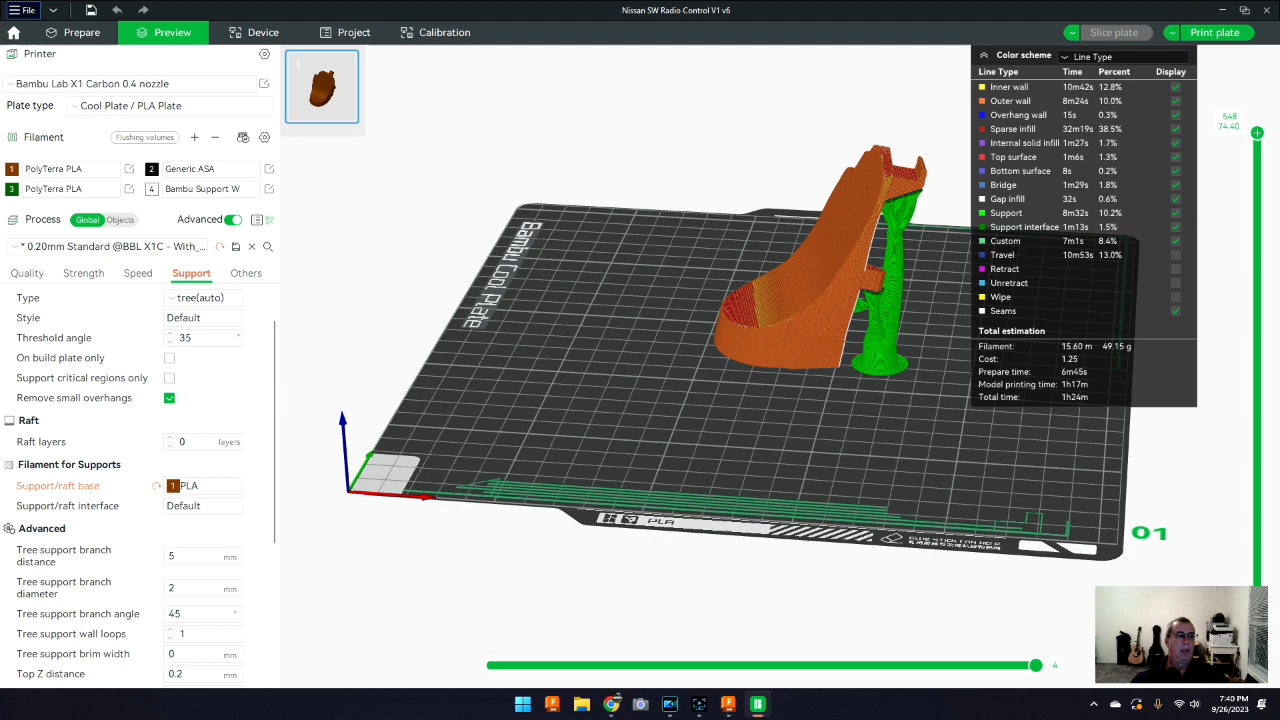 File
Nissan SW Radio Control V1 v6
Prepare
Preview
Device
Project
Calibration
Slice plate
Print plate
Printer
Bambu Lab X1 Carbon 0.4 nozzle
Plate type
Cool Plate / PLA Plate
Filament
Flushing volumes
1 PolyTerra PLA
2 Generic ASA
3 PolyTerra PLA
4 Bambu Support W
Process
Global
Objects
Advanced
* 0.20mm Standard @BBL X1C - With_...
Quality
Strength
Speed
Support
Others
Type
tree(auto)
Style
Default
Threshold angle
35 °
On build plate only
Support critical regions only
Remove small overhangs
Raft
Raft layers
0 layers
Filament for Supports
Support/raft base
1 PLA
Support/raft interface
Default
Advanced
Tree support branch distance
5 mm
Tree support branch diameter
2 mm
Tree support branch angle
45 °
Tree support wall loops
1
Tree support brim width
0 mm
Top Z distance
0.2 mm
1
Bambu Cool Plate
PLA
GLUE STICK CAN HELP
01
Color scheme
Line Type
Line Type Time Percent Display
Inner wall 10m42s 12.8%
Outer wall 8m24s 10.0%
Overhang wall 15s 0.3%
Sparse infill 32m19s 38.5%
Internal solid infill 1m27s 1.7%
Top surface 1m6s 1.3%
Bottom surface 8s 0.2%
Bridge 1m29s 1.8%
Gap infill 32s 0.6%
Support 8m32s 10.2%
Support interface 1m13s 1.5%
Custom 7m1s 8.4%
Travel 10m53s 13.0%
Retract
Unretract
Wipe
Seams
Total estimation
Filament: 15.60 m 49.15 g
Cost: 1.25
Prepare time: 6m45s
Model printing time: 1h17m
Total time: 1h24m
548
74.40
4
7:40 PM
9/26/2023